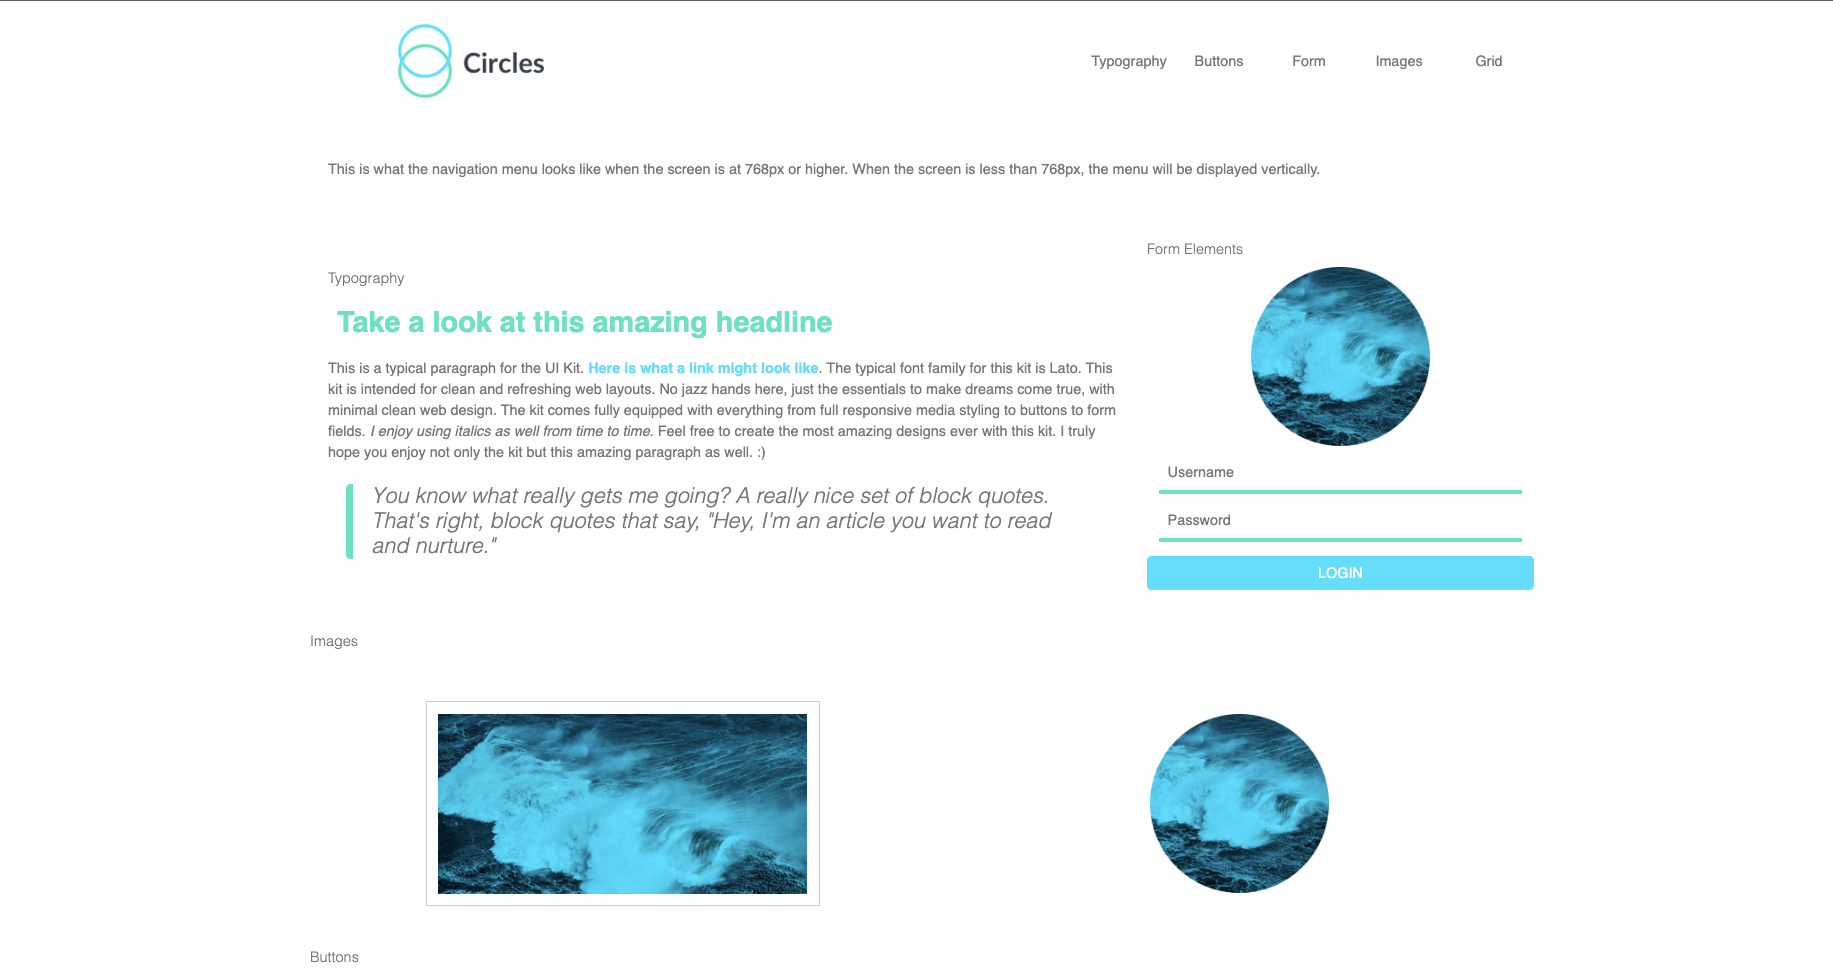 Circles
Typography Buttons Form Images Grid
This is what the navigation menu looks like when the screen is at 768px or higher. When the screen is less than 768px, the menu will be displayed vertically.
Typography
Take a look at this amazing headline
This is a typical paragraph for the UI Kit. Here is what a link might look like. The typical font family for this kit is Lato. This
kit is intended for clean and refreshing web layouts. No jazz hands here, just the essentials to make dreams come true, with
minimal clean web design. The kit comes fully equipped with everything from full responsive media styling to buttons to form
fields. I enjoy using italics as well from time to time. Feel free to create the most amazing designs ever with this kit. I truly
hope you enjoy not only the kit but this amazing paragraph as well. :)
You know what really gets me going? A really nice set of block quotes.
That's right, block quotes that say, "Hey, I'm an article you want to read
and nurture."
Form Elements
Username
Password
LOGIN
Images
Buttons